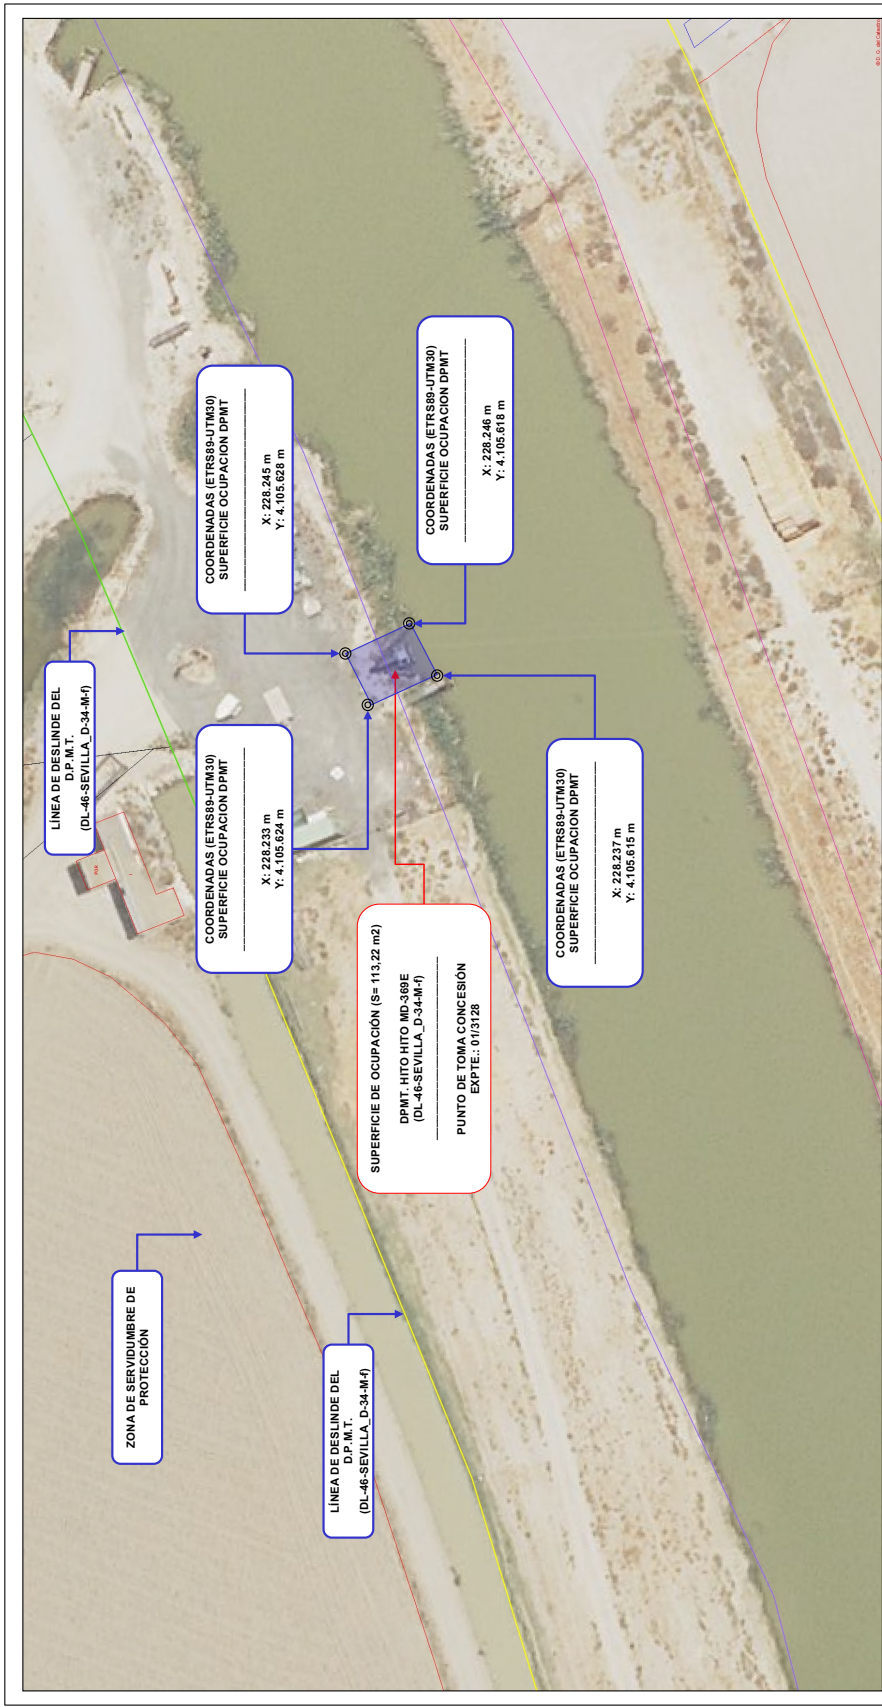 ZONA DE SERVIDUMBRE DE
PROTECCIÓN
LÍNEA DE DESLINDE DEL
D.P.M.T.
(DL-46-SEVILLA_D-34-M-f)
LÍNEA DE DESLINDE DEL
D.P.M.T.
(DL-46-SEVILLA_D-34-M-f)
COORDENADAS (ETRS89-UTM30)
SUPERFICIE OCUPACION DPMT
X: 228.233 m
Y: 4.105.624 m
COORDENADAS (ETRS89-UTM30)
SUPERFICIE OCUPACION DPMT
X: 228.245 m
Y: 4.105.628 m
SUPERFICIE DE OCUPACIÓN (S= 113,22 m2)
DPMT. HITO HITO MD-369E
(DL-46-SEVILLA_D-34-M-f)
PUNTO DE TOMA CONCESIÓN
EXPTE.: 01/3128
COORDENADAS (ETRS89-UTM30)
SUPERFICIE OCUPACION DPMT
X: 228.246 m
Y: 4.105.618 m
COORDENADAS (ETRS89-UTM30)
SUPERFICIE OCUPACION DPMT
X: 228.237 m
Y: 4.105.615 m